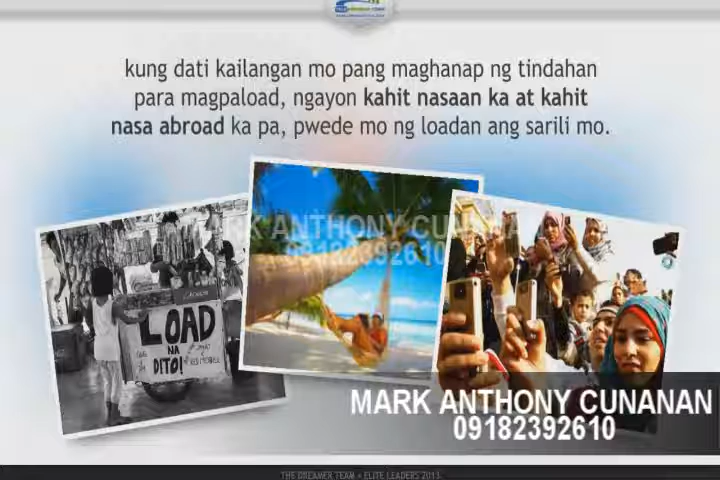 kung dati kailangan mo pang maghanap ng tindahan
para magpaload, ngayon kahit nasaan ka at kahit
nasa abroad ka pa, pwede mo ng loadan ang sarili mo.
MARK ANTHONY CUNANAN
09182392610
LOAD
NA
DITO!
MARK ANTHONY CUNANAN
09182392610
THE DREAMER TEAM • ELITE LEADERS 2013.